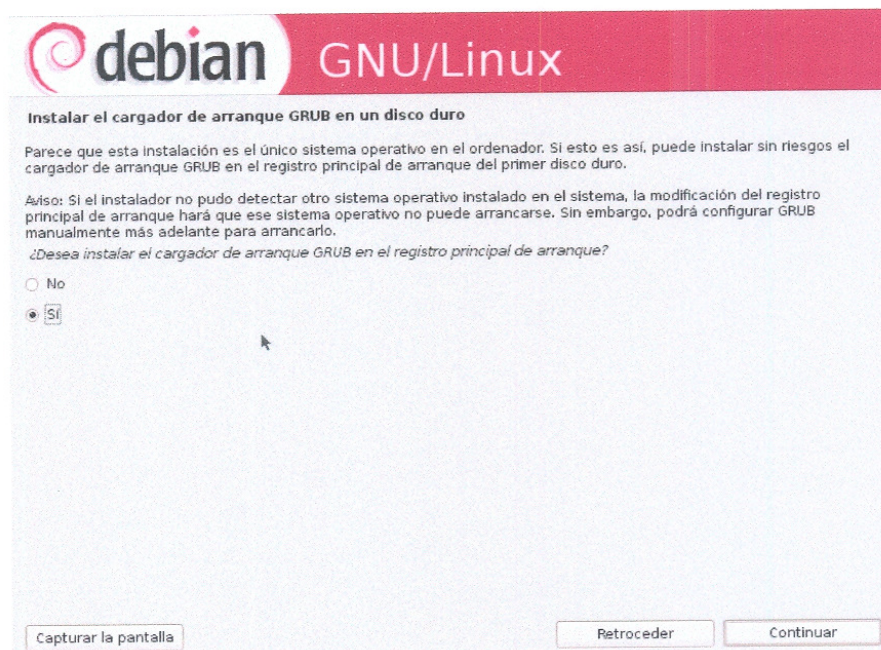 debian GNU/Linux
Instalar el cargador de arranque GRUB en un disco duro
Parece que esta instalación es el único sistema operativo en el ordenador. Si esto es así, puede instalar sin riesgos el
cargador de arranque GRUB en el registro principal de arranque del primer disco duro.
Aviso: Si el instalador no pudo detectar otro sistema operativo instalado en el sistema, la modificación del registro
principal de arranque hará que ese sistema operativo no puede arrancarse. Sin embargo, podrá configurar GRUB
manualmente más adelante para arrancarlo.
¿Desea instalar el cargador de arranque GRUB en el registro principal de arranque?
No
Sí
Capturar la pantalla Retroceder Continuar